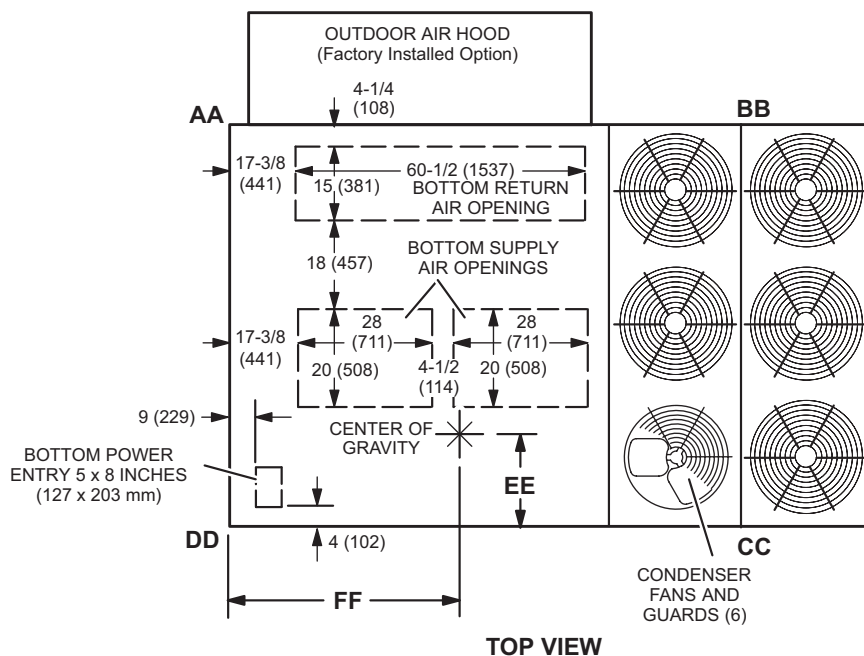 OUTDOOR AIR HOOD
(Factory Installed Option)
4-1/4
(108)
AA
BB
17-3/8
(441)
60-1/2 (1537)
15 (381)
BOTTOM RETURN
AIR OPENING
18 (457)
BOTTOM SUPPLY
AIR OPENINGS
17-3/8
(441)
28
(711)
28
(711)
20 (508)
4-1/2
(114)
20 (508)
9 (229)
CENTER OF
GRAVITY
BOTTOM POWER
ENTRY 5 x 8 INCHES
(127 x 203 mm)
EE
DD
4 (102)
CC
FF
CONDENSER
FANS AND
GUARDS (6)
TOP VIEW